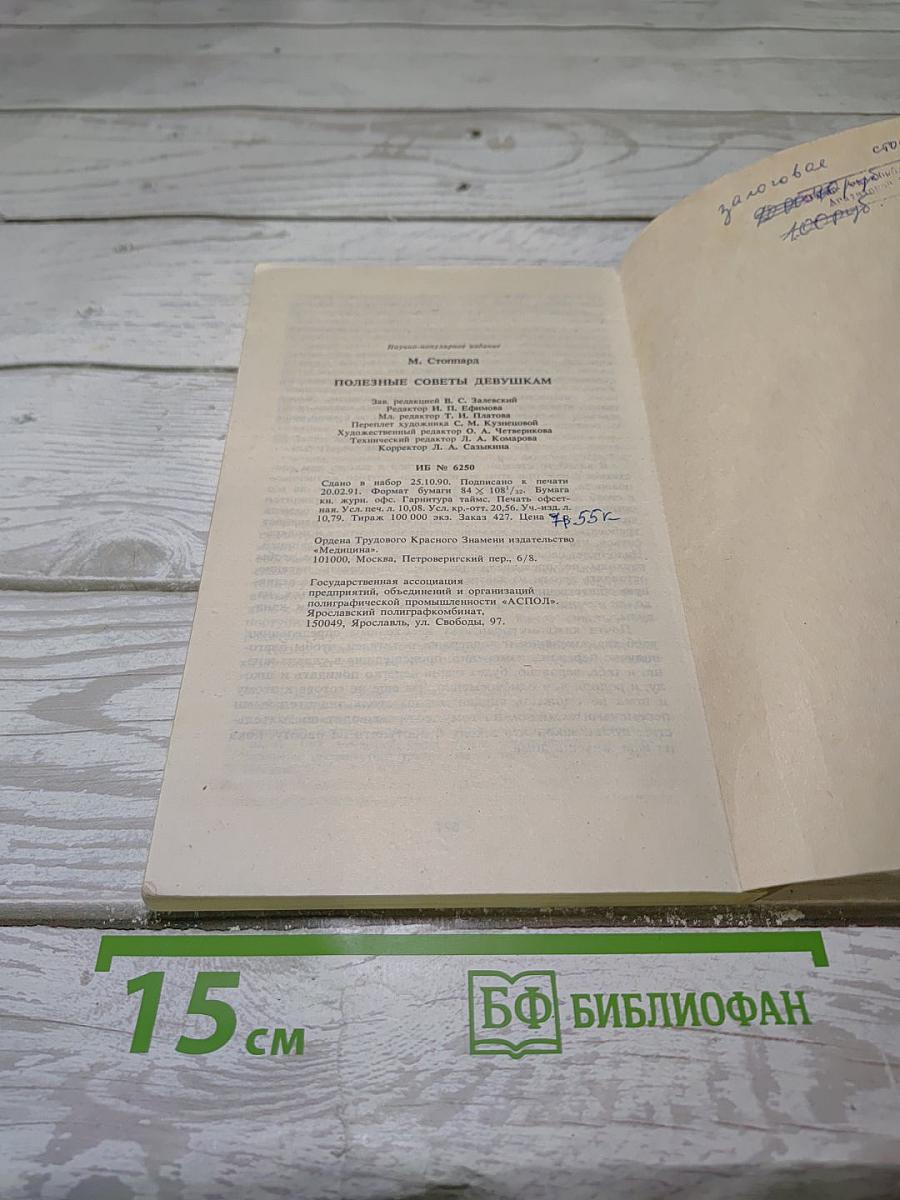 Научно-популярное издание
М. Стоппард
ПОЛЕЗНЫЕ СОВЕТЫ ДЕВУШКАМ
Зав. редакцией В. С. Залевский
Редактор И. П. Ефимова
Мл. редактор Т. И. Платова
Переплет художника С. М. Кузнецовой
Художественный редактор О. А. Четверикова
Технический редактор Л. А. Комарова
Корректор Л. А. Сазыкина
ИБ № 6250
Сдано в набор 25.10.90. Подписано к печати
20.02.91. Формат бумаги 84 × 108¹/₃₂. Бумага
кн. журн. офс. Гарнитура таймс. Печать офсет-
ная. Усл. печ. л. 10,08. Усл. кр.-отт. 20,56. Уч.-изд. л.
10,79. Тираж 100 000 экз. Заказ 427. Цена 7р.55к
Ордена Трудового Красного Знамени издательство
«Медицина».
101000, Москва, Петроверигский пер., 6/8.
Государственная ассоциация
предприятий, объединений и организаций
полиграфической промышленности «АСПОЛ».
Ярославский полиграфкомбинат,
150049, Ярославль, ул. Свободы, 97.
залоговая
100руб.
15 см
БФ БИБЛИОФАН